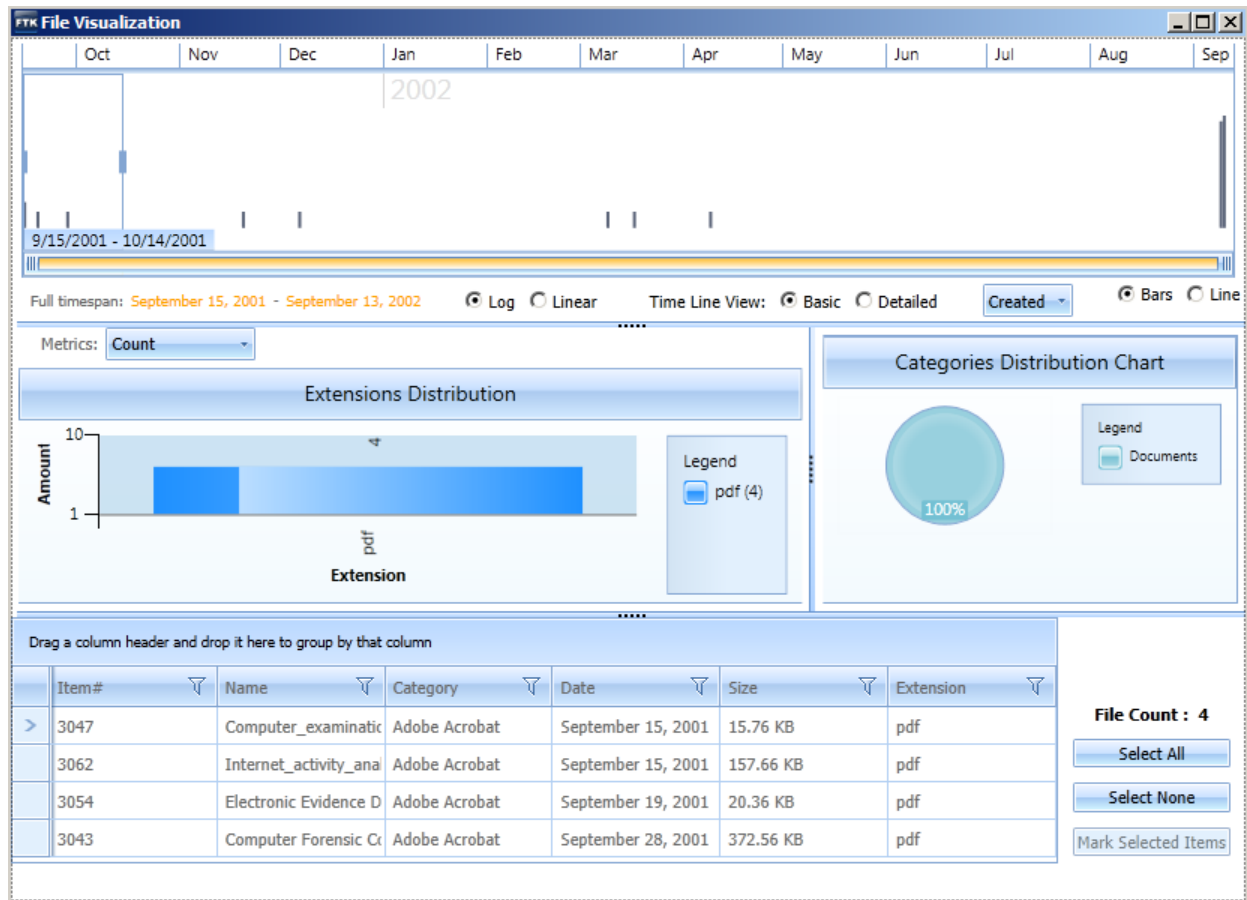 FTK File Visualization
Oct Nov Dec Jan Feb Mar Apr May Jun Jul Aug Sep
2002
9/15/2001 - 10/14/2001
Full timespan: September 15, 2001 - September 13, 2002 Log Linear Time Line View: Basic Detailed Created Bars Line
Metrics: Count
Extensions Distribution
Categories Distribution Chart
10
4
Amount
1
pdf
Extension
Legend
pdf (4)
100%
Legend
Documents
Drag a column header and drop it here to group by that column
Item# Name Category Date Size Extension
3047 Computer_examinatic Adobe Acrobat September 15, 2001 15.76 KB pdf
3062 Internet_activity_anal Adobe Acrobat September 15, 2001 157.66 KB pdf
3054 Electronic Evidence D Adobe Acrobat September 19, 2001 20.36 KB pdf
3043 Computer Forensic Co Adobe Acrobat September 28, 2001 372.56 KB pdf
File Count : 4
Select All
Select None
Mark Selected Items